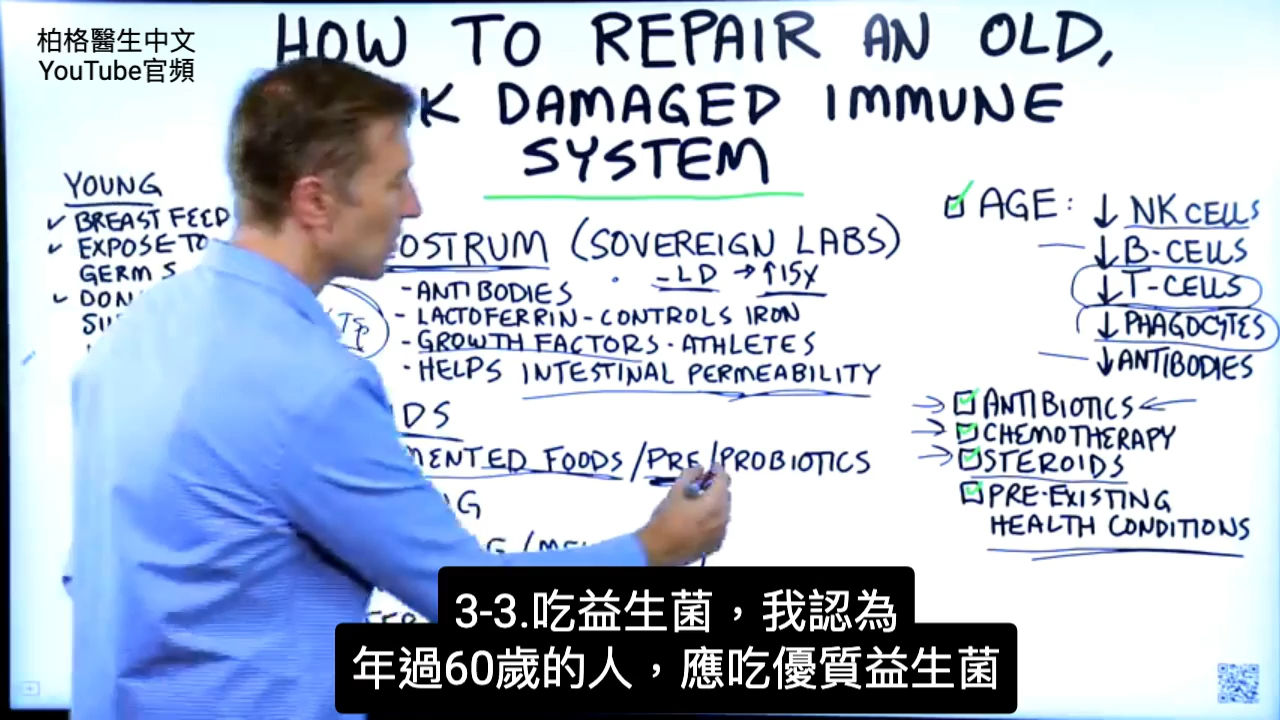 柏格醫生中文
YouTube官頻
HOW TO REPAIR AN OLD,
K DAMAGED IMMUNE
SYSTEM
YOUNG
✓ BREAST FEED
✓ EXPOSE TO
GERMS
✓ DON
OSTRUM (SOVEREIGN LABS)
- LD → ↑15X
- ANTIBODIES
- LACTOFERRIN - CONTROLS IRON
- GROWTH FACTORS · ATHLETES
· HELPS INTESTINAL PERMEABILITY
DS
MENTED FOODS / PRE / PROBIOTICS
G
☑ AGE: ↓ NK CELLS
↓ B-CELLS
↓ T-CELLS
↓ PHAGOCYTES
↓ ANTIBODIES
→ ☑ ANTIBIOTICS ←
→ ☑ CHEMOTHERAPY
→ ☑ STEROIDS
☑ PRE-EXISTING
HEALTH CONDITIONS
3-3.吃益生菌，我認為
年過60歲的人，應吃優質益生菌